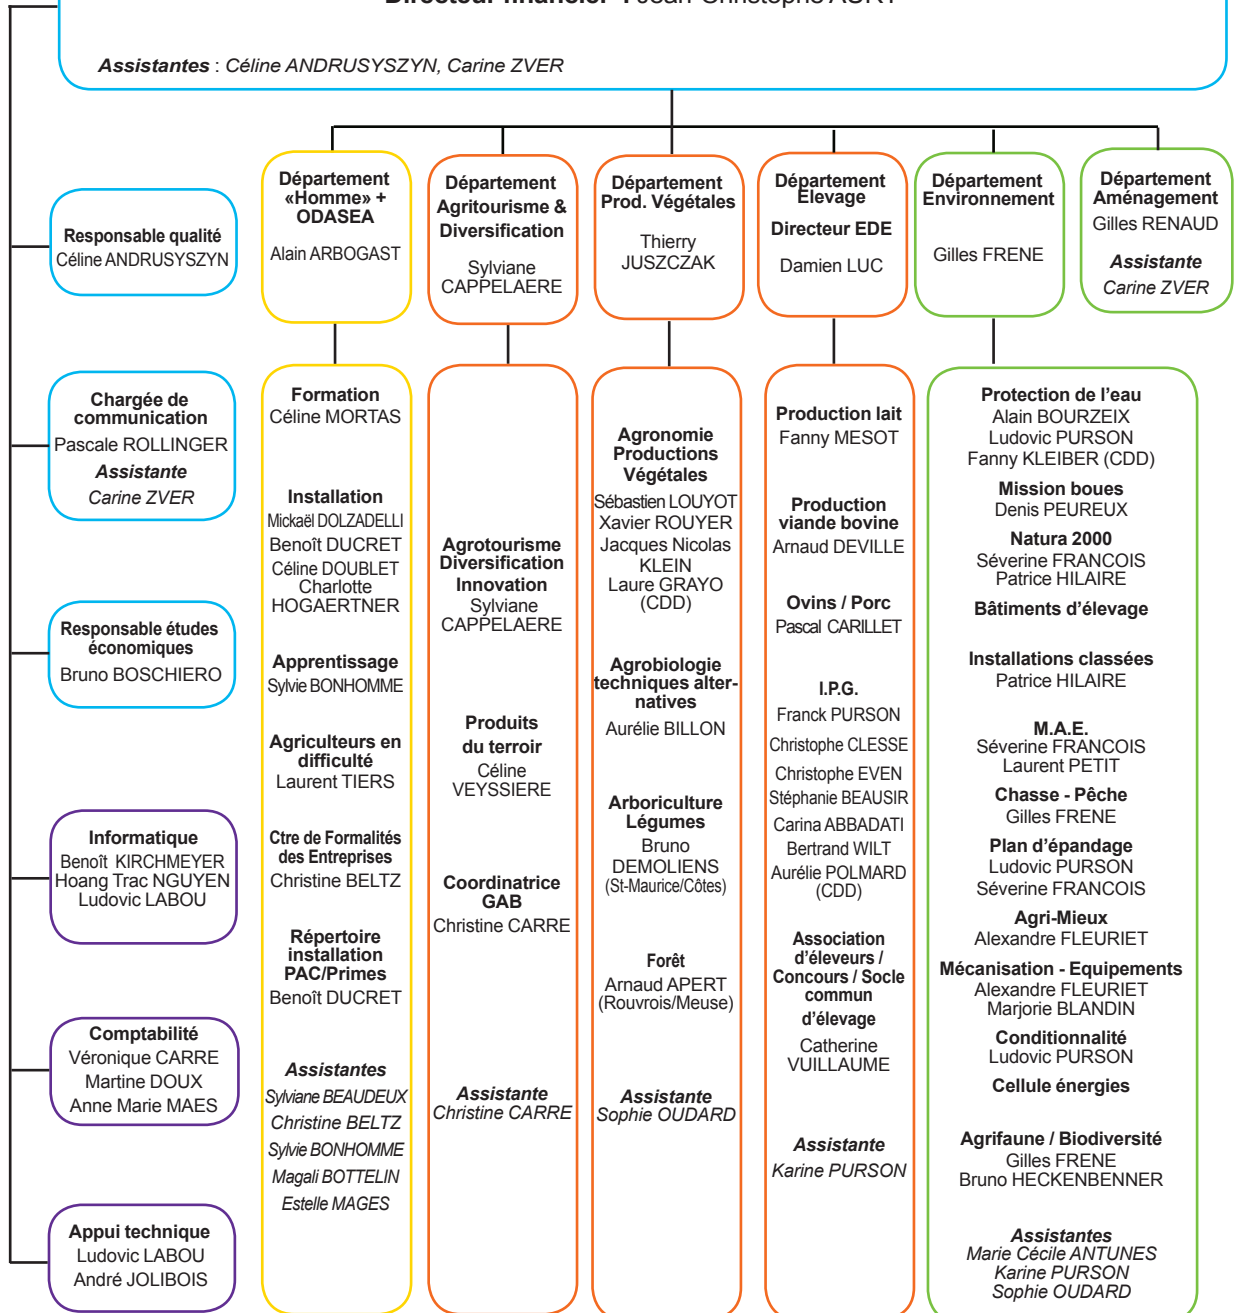 Directeur financier : Jean-Christophe AURY
Assistantes : Céline ANDRUSYSZYN, Carine ZVER
Responsable qualité
Céline ANDRUSYSZYN
Département
«Homme» +
ODASEA
Alain ARBOGAST
Département
Agritourisme &
Diversification
Sylviane
CAPPELAERE
Département
Prod. Végétales
Thierry
JUSZCZAK
Département
Elevage
Directeur EDE
Damien LUC
Département
Environnement
Gilles FRENE
Département
Aménagement
Gilles RENAUD
Assistante
Carine ZVER
Chargée de
communication
Pascale ROLLINGER
Assistante
Carine ZVER
Responsable études
économiques
Bruno BOSCHIERO
Informatique
Benoît KIRCHMEYER
Hoang Trac NGUYEN
Ludovic LABOU
Comptabilité
Véronique CARRE
Martine DOUX
Anne Marie MAES
Appui technique
Ludovic LABOU
André JOLIBOIS
Formation
Céline MORTAS
Installation
Mickaël DOLZADELLI
Benoît DUCRET
Céline DOUBLET
Charlotte
HOGAERTNER
Apprentissage
Sylvie BONHOMME
Agriculteurs en
difficulté
Laurent TIERS
Ctre de Formalités
des Entreprises
Christine BELTZ
Répertoire
installation
PAC/Primes
Benoît DUCRET
Assistantes
Sylviane BEAUDEUX
Christine BELTZ
Sylvie BONHOMME
Magali BOTTELIN
Estelle MAGES
Agrotourisme
Diversification
Innovation
Sylviane
CAPPELAERE
Produits
du terroir
Céline
VEYSSIERE
Coordinatrice
GAB
Christine CARRE
Assistante
Christine CARRE
Agronomie
Productions
Végétales
Sébastien LOUYOT
Xavier ROUYER
Jacques Nicolas
KLEIN
Laure GRAYO
(CDD)
Agrobiologie
techniques alter-
natives
Aurélie BILLON
Arboriculture
Légumes
Bruno
DEMOLIENS
(St-Maurice/Côtes)
Forêt
Arnaud APERT
(Rouvrois/Meuse)
Assistante
Sophie OUDARD
Production lait
Fanny MESOT
Production
viande bovine
Arnaud DEVILLE
Ovins / Porc
Pascal CARILLET
I.P.G.
Franck PURSON
Christophe CLESSE
Christophe EVEN
Stéphanie BEAUSIR
Carina ABBADATI
Bertrand WILT
Aurélie POLMARD
(CDD)
Association
d'éleveurs /
Concours / Socle
commun
d'élevage
Catherine
VUILLAUME
Assistante
Karine PURSON
Protection de l'eau
Alain BOURZEIX
Ludovic PURSON
Fanny KLEIBER (CDD)
Mission boues
Denis PEUREUX
Natura 2000
Séverine FRANCOIS
Patrice HILAIRE
Bâtiments d'élevage
Installations classées
Patrice HILAIRE
M.A.E.
Séverine FRANCOIS
Laurent PETIT
Chasse - Pêche
Gilles FRENE
Plan d'épandage
Ludovic PURSON
Séverine FRANCOIS
Agri-Mieux
Alexandre FLEURIET
Mécanisation - Equipements
Alexandre FLEURIET
Marjorie BLANDIN
Conditionnalité
Ludovic PURSON
Cellule énergies
Agrifaune / Biodiversité
Gilles FRENE
Bruno HECKENBENNER
Assistantes
Marie Cécile ANTUNES
Karine PURSON
Sophie OUDARD